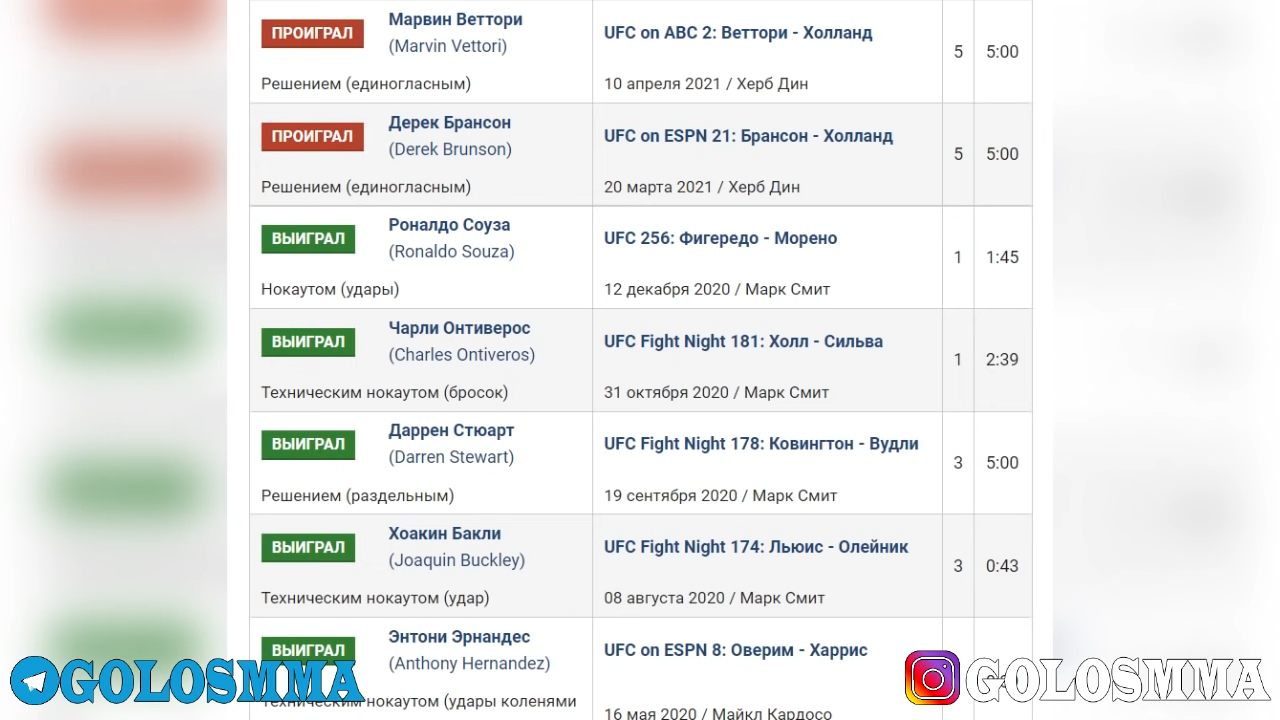 ПРОИГРАЛ
Марвин Веттори
(Marvin Vettori)
Решением (единогласным)
UFC on ABC 2: Веттори - Холланд
10 апреля 2021 / Херб Дин
5
5:00
ПРОИГРАЛ
Дерек Брансон
(Derek Brunson)
Решением (единогласным)
UFC on ESPN 21: Брансон - Холланд
20 марта 2021 / Херб Дин
5
5:00
ВЫИГРАЛ
Роналдо Соуза
(Ronaldo Souza)
Нокаутом (удары)
UFC 256: Фигередо - Морено
12 декабря 2020 / Марк Смит
1
1:45
ВЫИГРАЛ
Чарли Онтиверос
(Charles Ontiveros)
Техническим нокаутом (бросок)
UFC Fight Night 181: Холл - Сильва
31 октября 2020 / Марк Смит
1
2:39
ВЫИГРАЛ
Даррен Стюарт
(Darren Stewart)
Решением (раздельным)
UFC Fight Night 178: Ковингтон - Вудли
19 сентября 2020 / Марк Смит
3
5:00
ВЫИГРАЛ
Хоакин Бакли
(Joaquin Buckley)
Техническим нокаутом (удар)
UFC Fight Night 174: Льюис - Олейник
08 августа 2020 / Марк Смит
3
0:43
ВЫИГРАЛ
Энтони Эрнандес
(Anthony Hernandez)
Техническим нокаутом (удары коленями
UFC on ESPN 8: Оверим - Харрис
16 мая 2020 / Майкл Кардосо
GOLOSMMA
GOLOSMMA